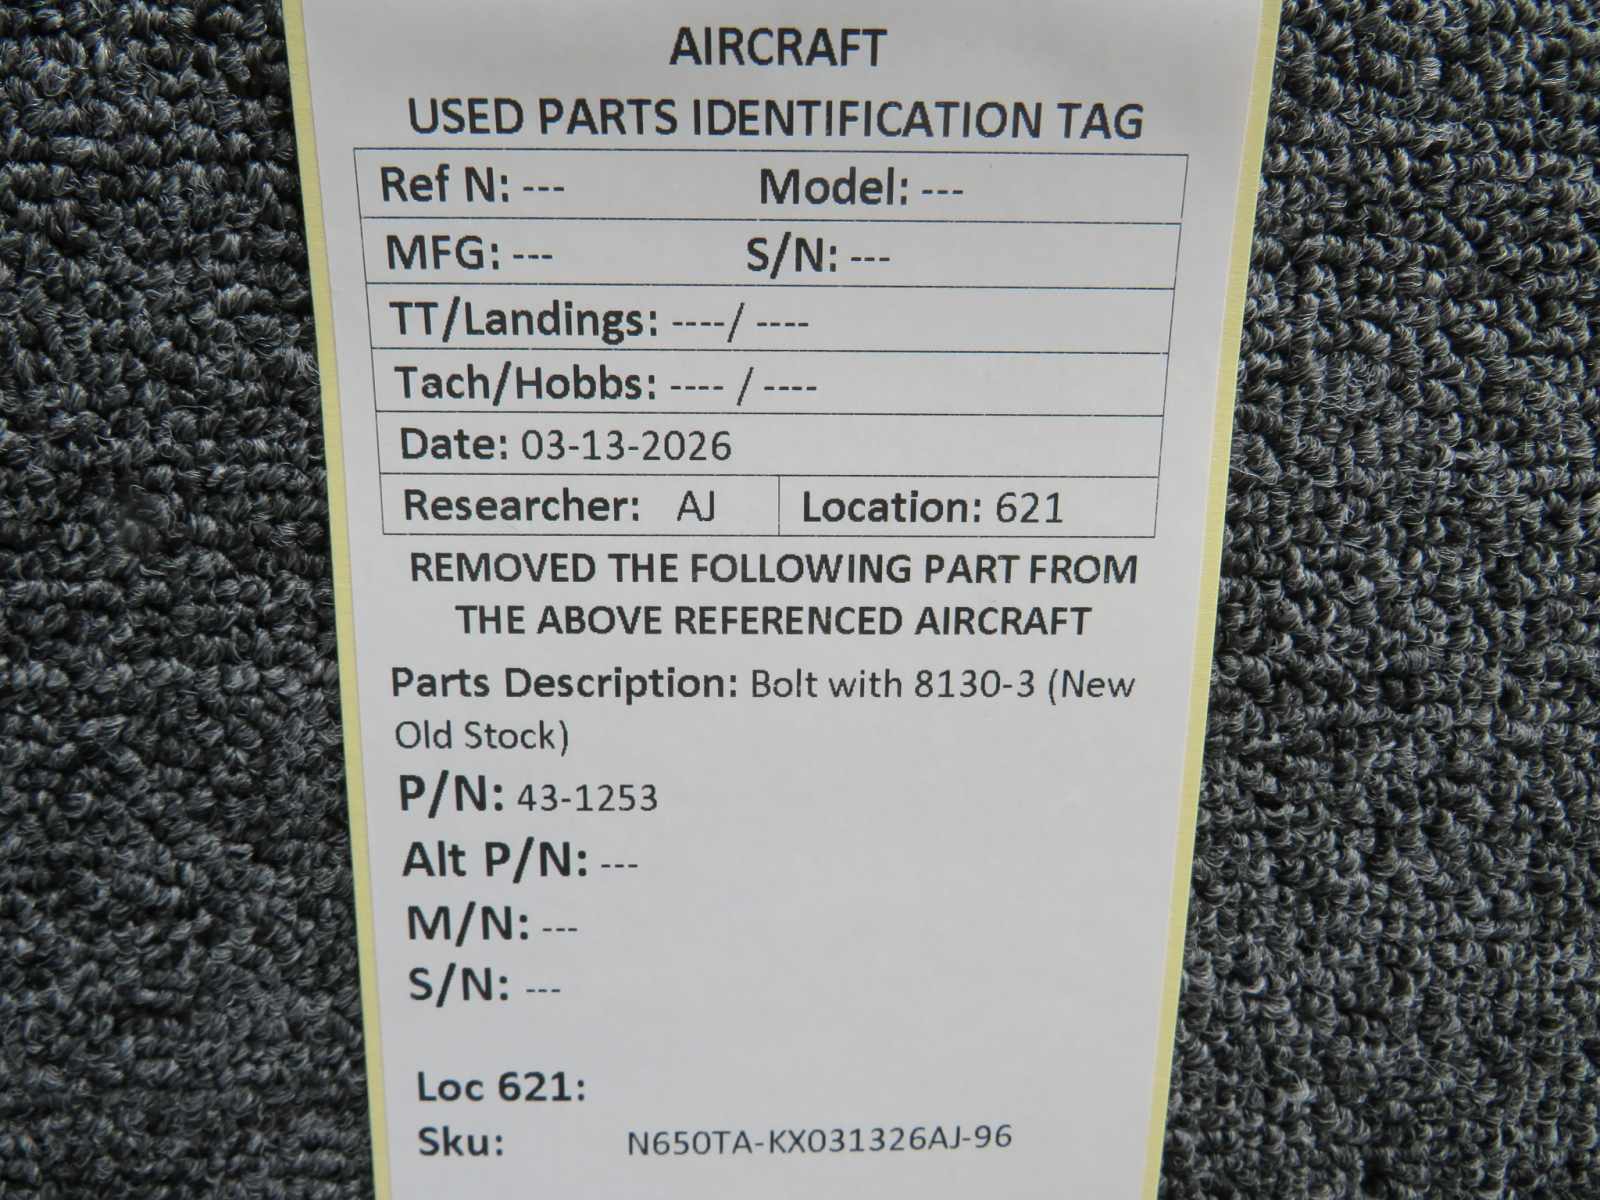 AIRCRAFT
USED PARTS IDENTIFICATION TAG
Ref N: --- Model: ---
MFG: --- S/N: ---
TT/Landings: ----/ ----
Tach/Hobbs: ---- / ----
Date: 03-13-2026
Researcher: AJ Location: 621
REMOVED THE FOLLOWING PART FROM
THE ABOVE REFERENCED AIRCRAFT
Parts Description: Bolt with 8130-3 (New
Old Stock)
P/N: 43-1253
Alt P/N: ---
M/N: ---
S/N: ---
Loc 621:
Sku: N650TA-KX031326AJ-96